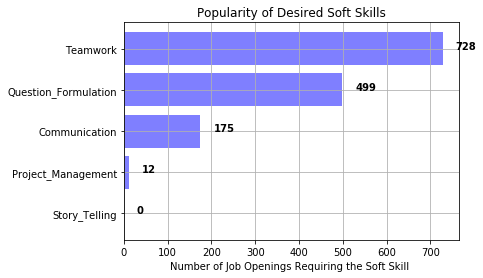 Popularity of Desired Soft Skills
Teamwork 728
Question_Formulation 499
Communication 175
Project_Management 12
Story_Telling 0
0 100 200 300 400 500 600 700
Number of Job Openings Requiring the Soft Skill